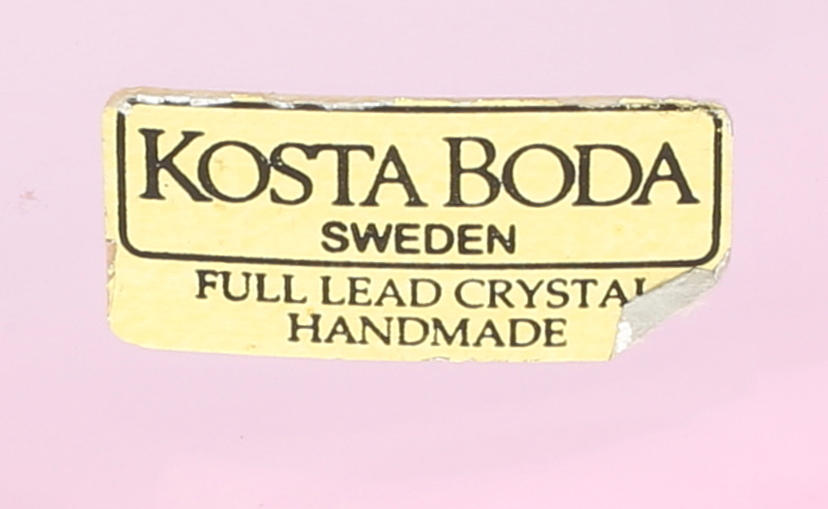 KOSTA BODA
SWEDEN
FULL LEAD CRYSTAL
HANDMADE